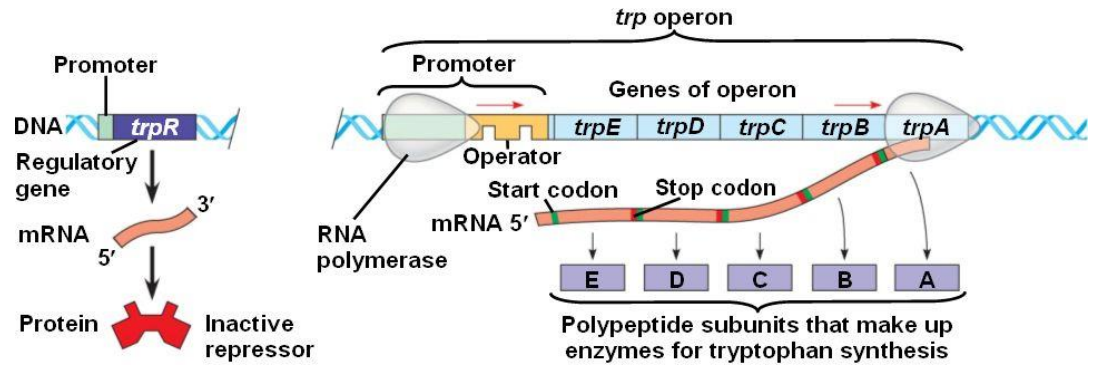 trp operon
Promoter
Promoter
Genes of operon
DNA
trpR
trpE
trpD
trpC
trpB
trpA
Regulatory
gene
Operator
Start codon
Stop codon
mRNA
3′
5′
mRNA 5′
RNA
polymerase
E
D
C
B
A
Protein
Inactive
repressor
Polypeptide subunits that make up
enzymes for tryptophan synthesis